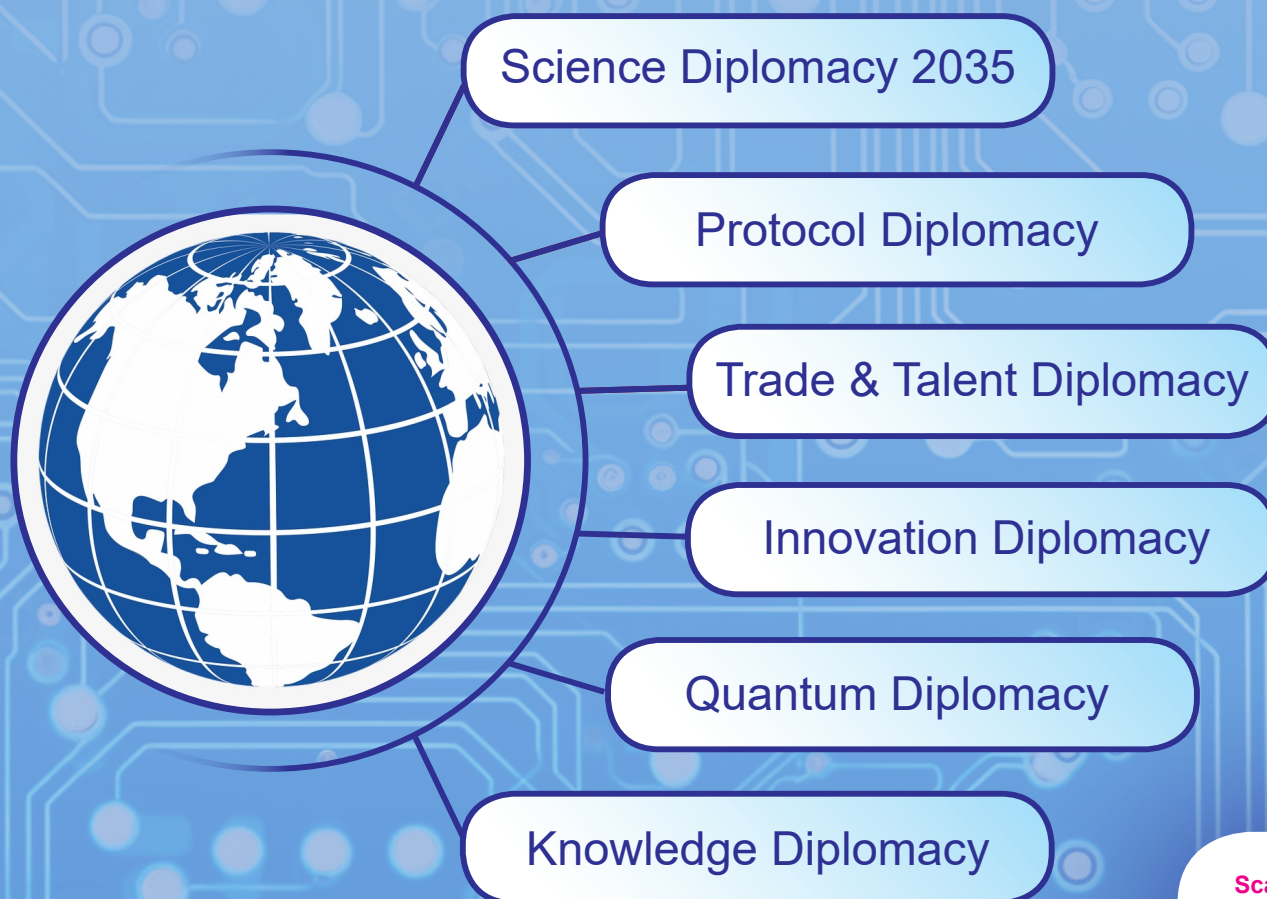 Science Diplomacy 2035
Protocol Diplomacy
Trade & Talent Diplomacy
Innovation Diplomacy
Quantum Diplomacy
Knowledge Diplomacy